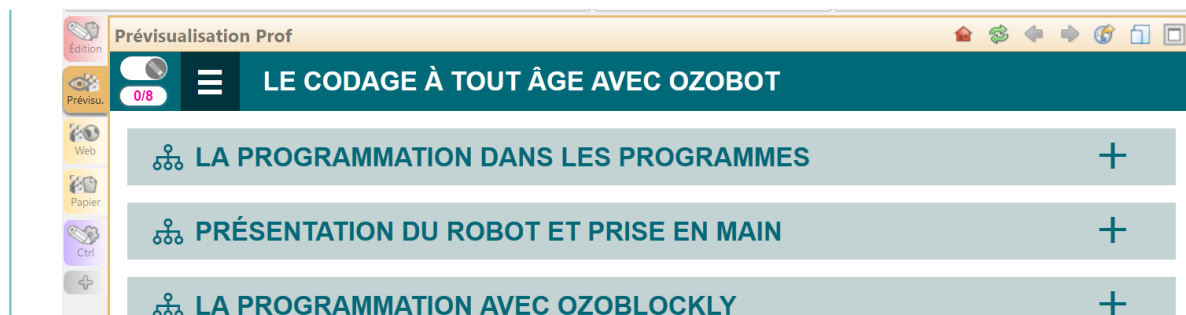 Édition
Prévisualisation Prof
LE CODAGE À TOUT ÂGE AVEC OZOBOT
0/8
Prévisu.
Web
LA PROGRAMMATION DANS LES PROGRAMMES
Papier
PRÉSENTATION DU ROBOT ET PRISE EN MAIN
Ctrl
LA PROGRAMMATION AVEC OZOBLOCKLY